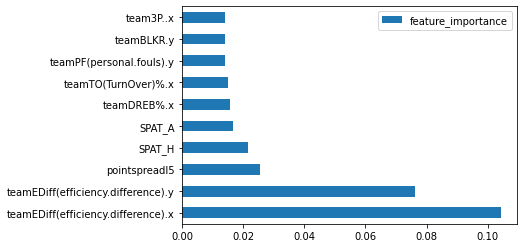 team3P..x
teamBLKR.y
teamPF(personal.fouls).y
teamTO(TurnOver)%.x
teamDREB%.x
SPAT_A
SPAT_H
pointspreadl5
teamEDiff(efficiency.difference).y
teamEDiff(efficiency.difference).x
feature_importance
0.00 0.02 0.04 0.06 0.08 0.10